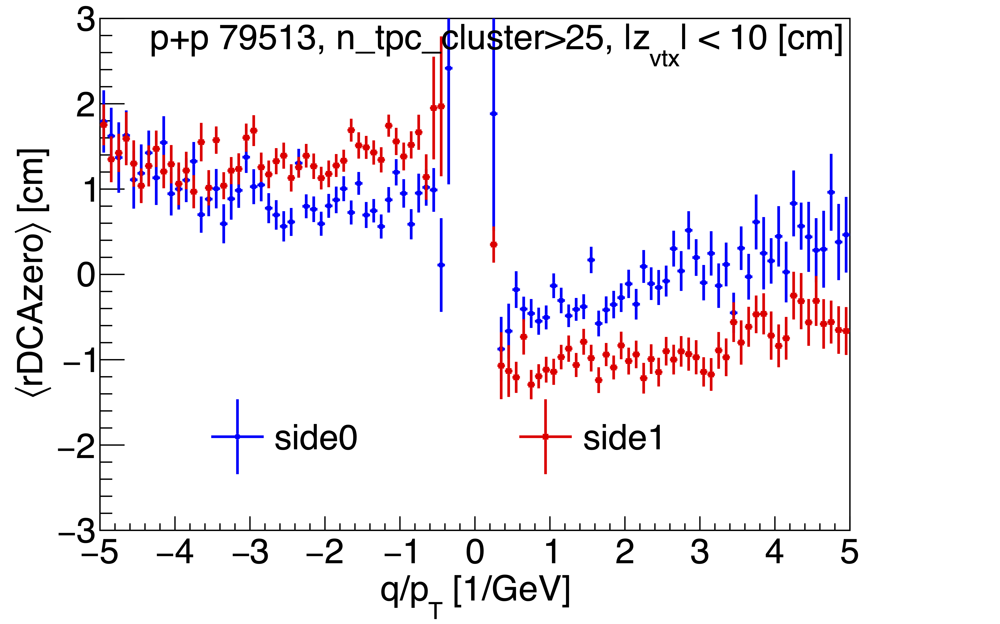 p+p 79513, n_tpc_cluster>25, |z_vtx| < 10 [cm]
⟨rDCAzero⟩ [cm]
3
2
1
0
−1
−2
−3
side0 side1
−5 −4 −3 −2 −1 0 1 2 3 4 5
q/p_T [1/GeV]